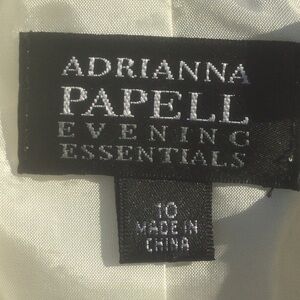 ADRIANNA
PAPELL
EVENING
ESSENTIALS
10
MADE IN
CHINA